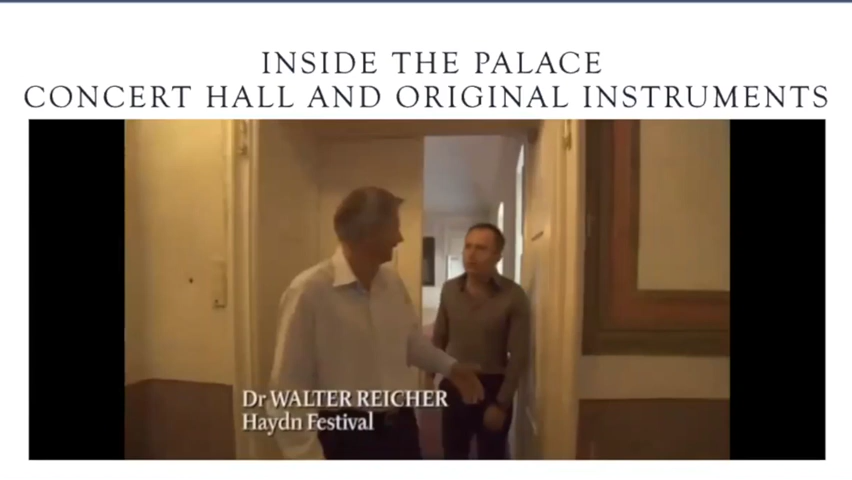 INSIDE THE PALACE
CONCERT HALL AND ORIGINAL INSTRUMENTS
Dr WALTER REICHER
Haydn Festival